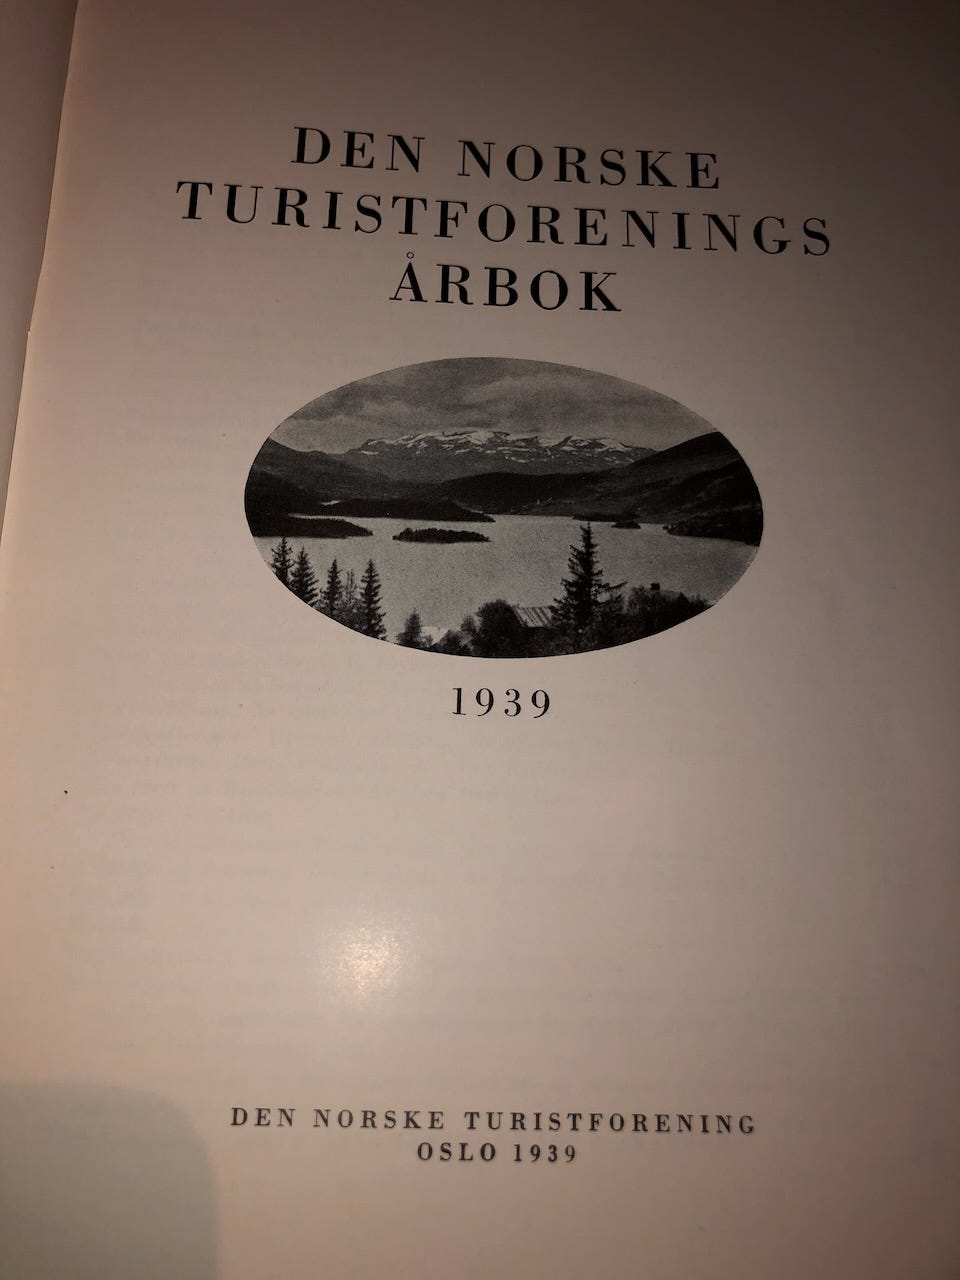 DEN NORSKE
TURISTFORENINGS
ÅRBOK
1939
DEN NORSKE TURISTFORENING
OSLO 1939